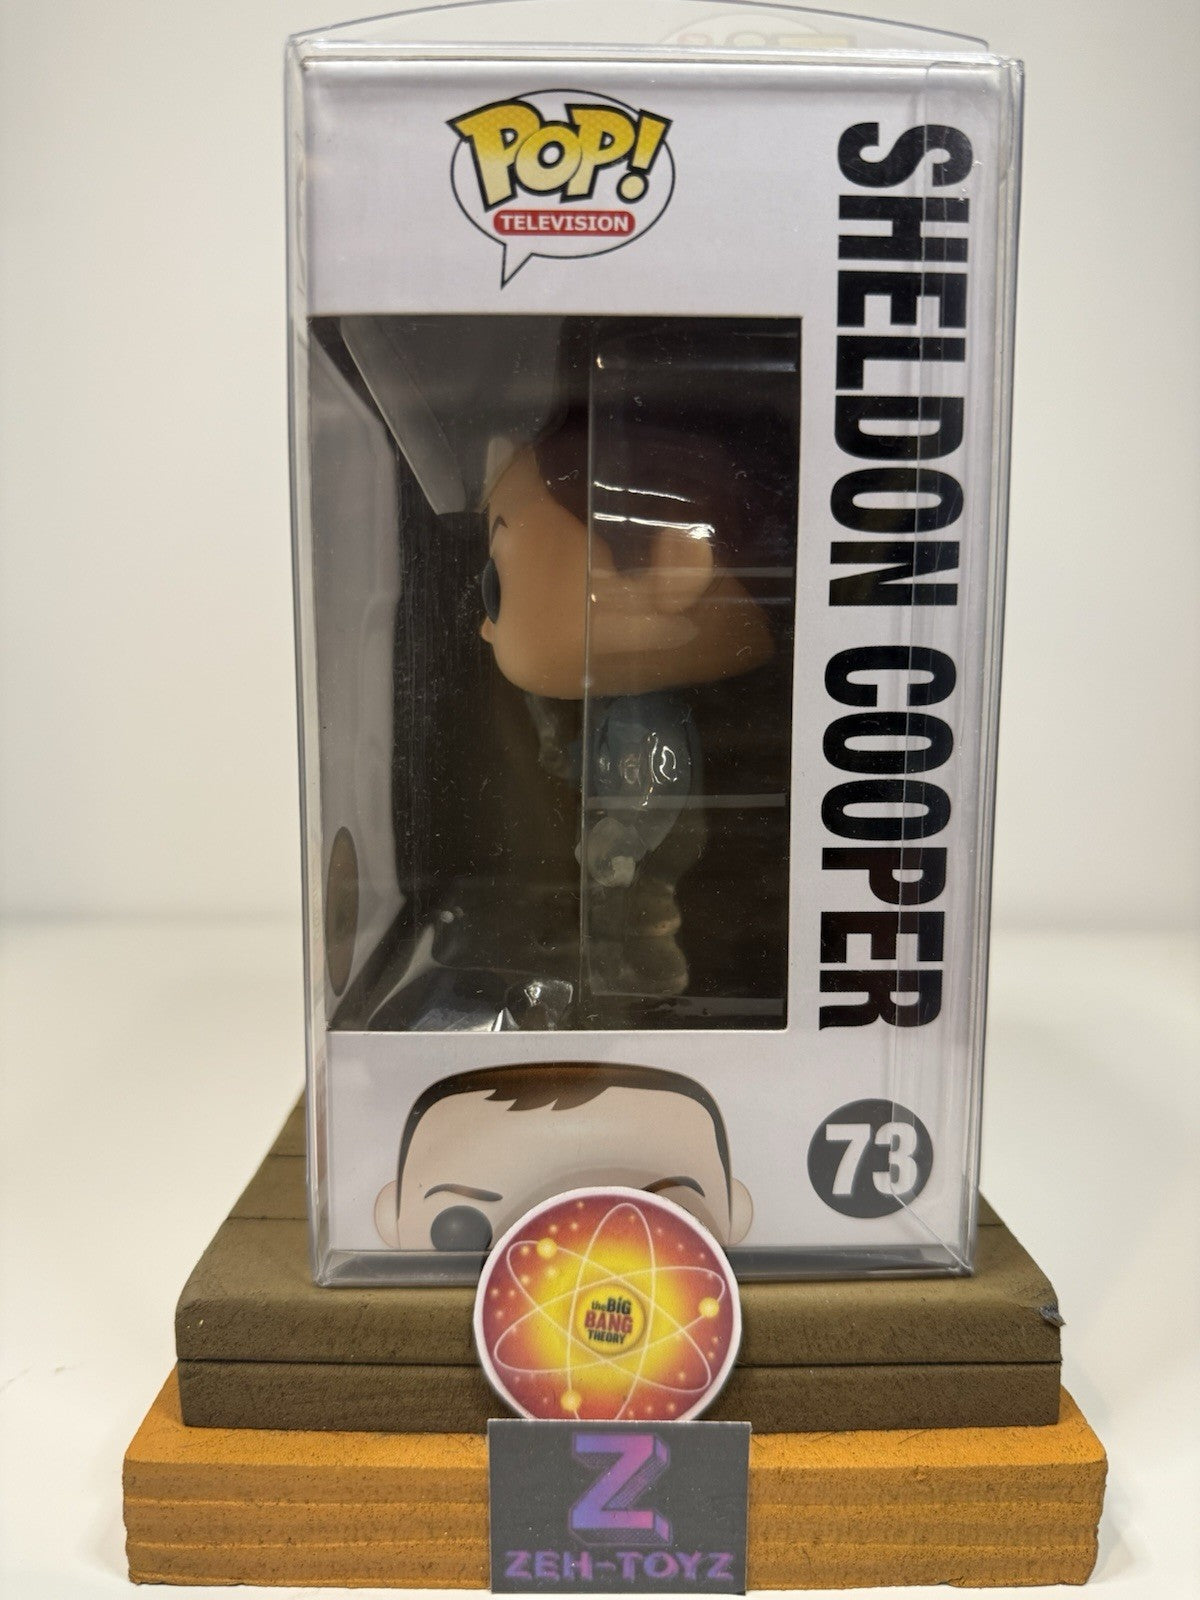 POP!
TELEVISION
SHELDON COOPER
73
the BIG
BANG
THEORY
Z
ZEH-TOYZ